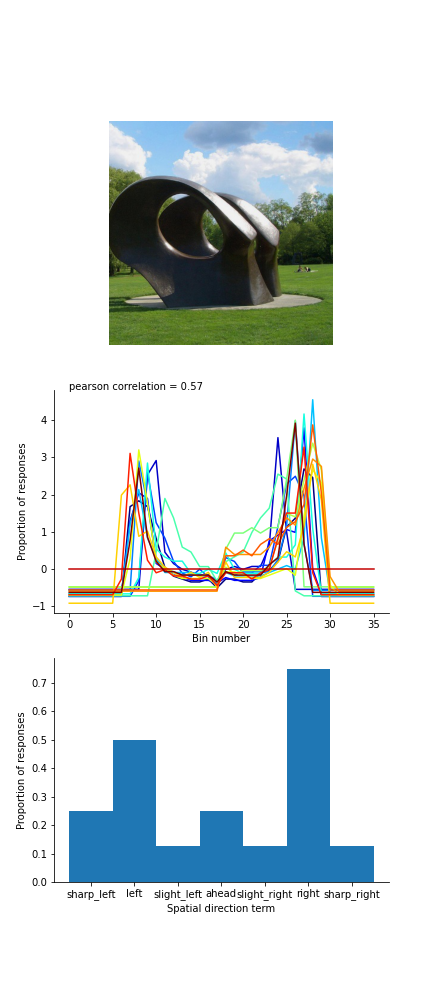 pearson correlation = 0.57
Proportion of responses
4
3
2
1
0
−1
0 5 10 15 20 25 30 35
Bin number
Proportion of responses
0.7
0.6
0.5
0.4
0.3
0.2
0.1
0.0
sharp_left left slight_left ahead slight_right right sharp_right
Spatial direction term